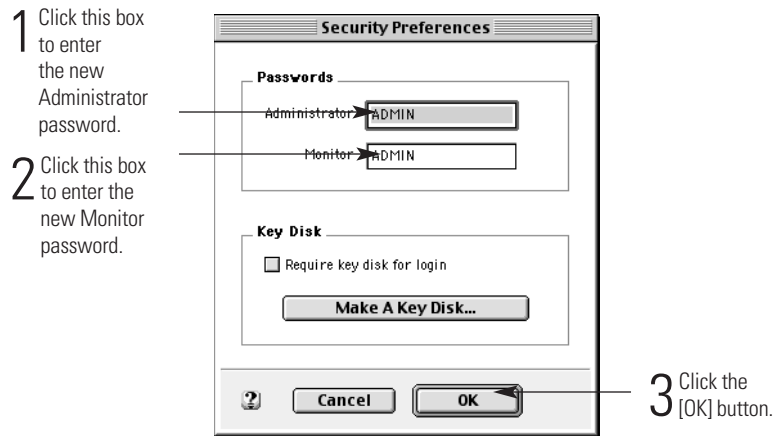 1 Click this box
to enter
the new
Administrator
password.
2 Click this box
to enter the
new Monitor
password.
Security Preferences
Passwords
Administrator ADMIN
Monitor ADMIN
Key Disk
Require key disk for login
Make A Key Disk...
? Cancel OK
3 Click the
[OK] button.